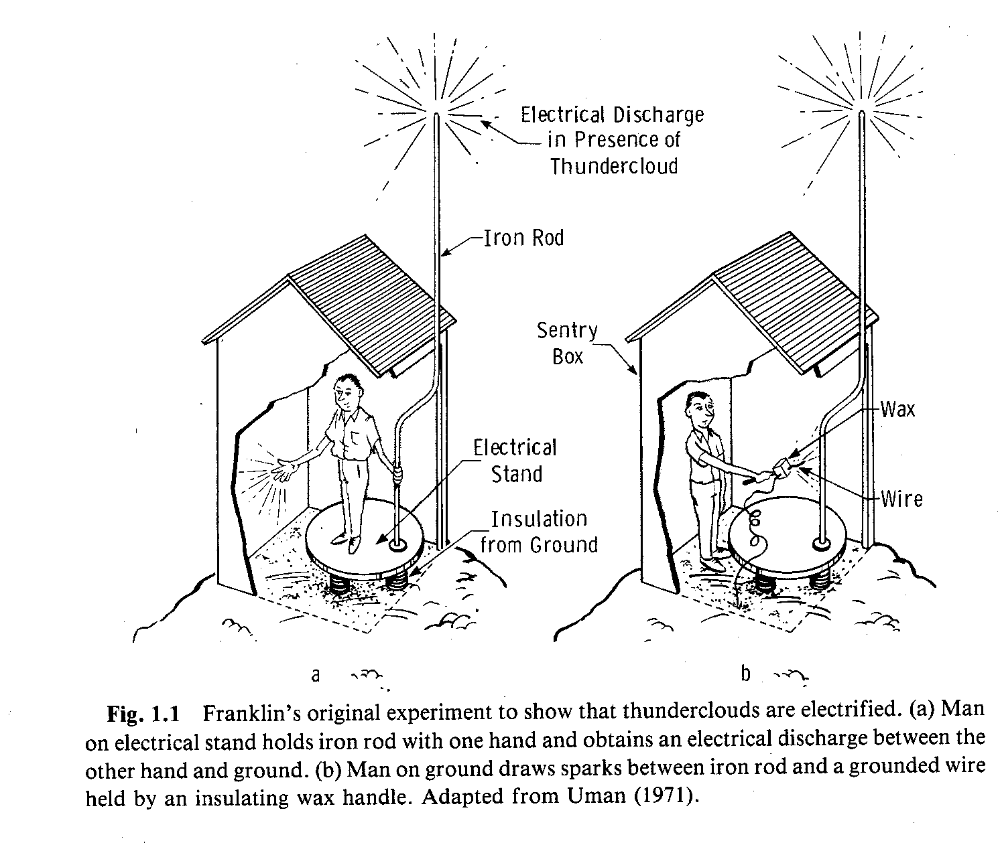 Electrical Discharge
in Presence of
Thundercloud
Iron Rod
Sentry
Box
Wax
Electrical
Stand
Wire
Insulation
from Ground
a
b
Fig. 1.1 Franklin's original experiment to show that thunderclouds are electrified. (a) Man
on electrical stand holds iron rod with one hand and obtains an electrical discharge between the
other hand and ground. (b) Man on ground draws sparks between iron rod and a grounded wire
held by an insulating wax handle. Adapted from Uman (1971).